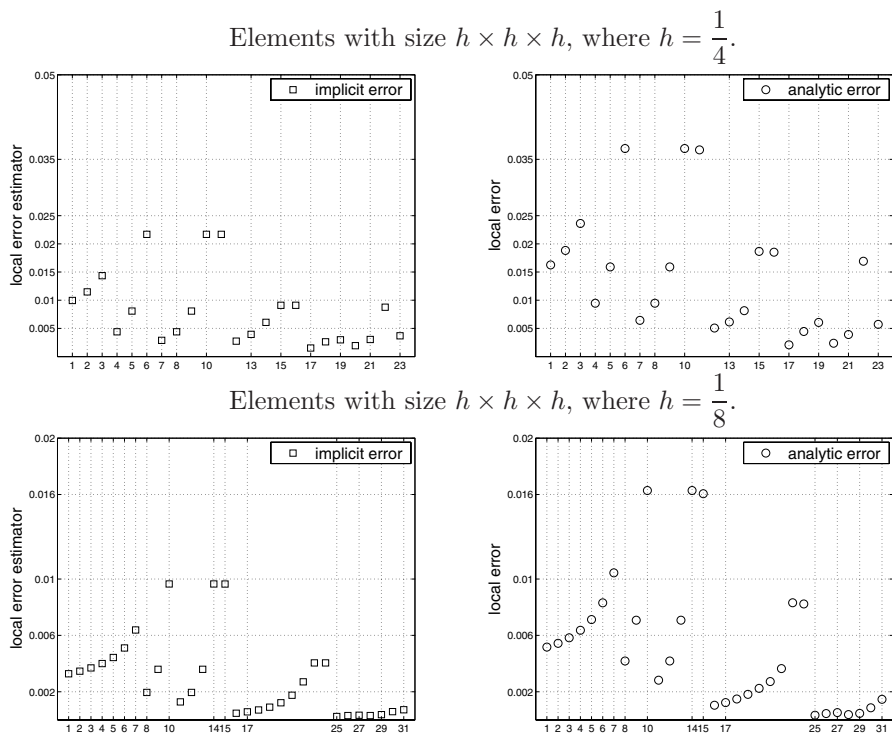 Elements with size h × h × h, where h = 1/4.
implicit error
local error estimator
0.05
0.035
0.025
0.02
0.015
0.01
0.005
1 2 3 4 5 6 7 8 10 13 15 17 19 21 23
analytic error
local error
0.05
0.035
0.025
0.02
0.015
0.01
0.005
1 2 3 4 5 6 7 8 10 13 15 17 19 21 23
Elements with size h × h × h, where h = 1/8.
implicit error
local error estimator
0.02
0.016
0.01
0.006
0.002
1 2 3 4 5 6 7 8 10 14 15 17 25 27 29 31
analytic error
local error
0.02
0.016
0.01
0.006
0.002
1 2 3 4 5 6 7 8 10 14 15 17 25 27 29 31